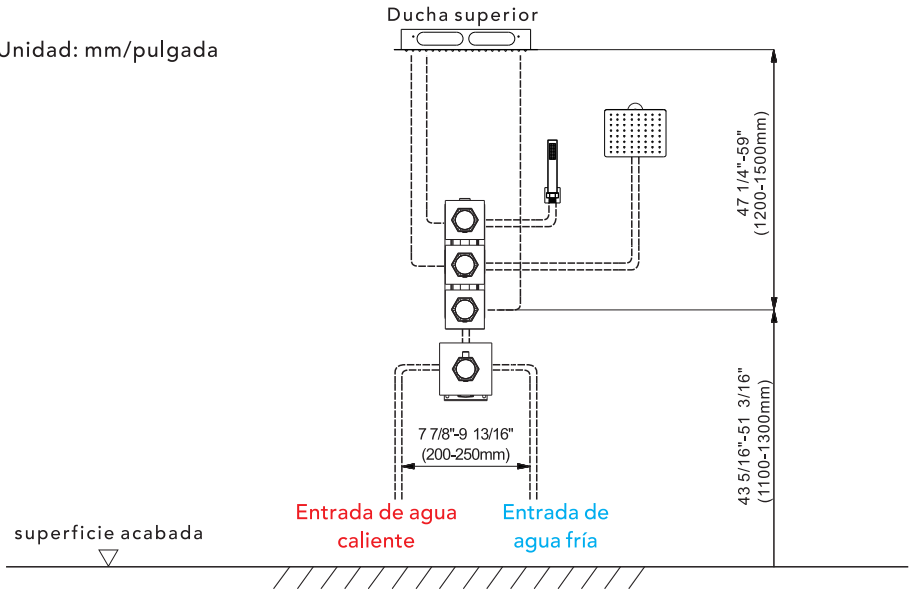 Ducha superior
Unidad: mm/pulgada
47 1/4"-59"
(1200-1500mm)
43 5/16"-51 3/16"
(1100-1300mm)
7 7/8"-9 13/16"
(200-250mm)
Entrada de agua
caliente
Entrada de
agua fría
superficie acabada